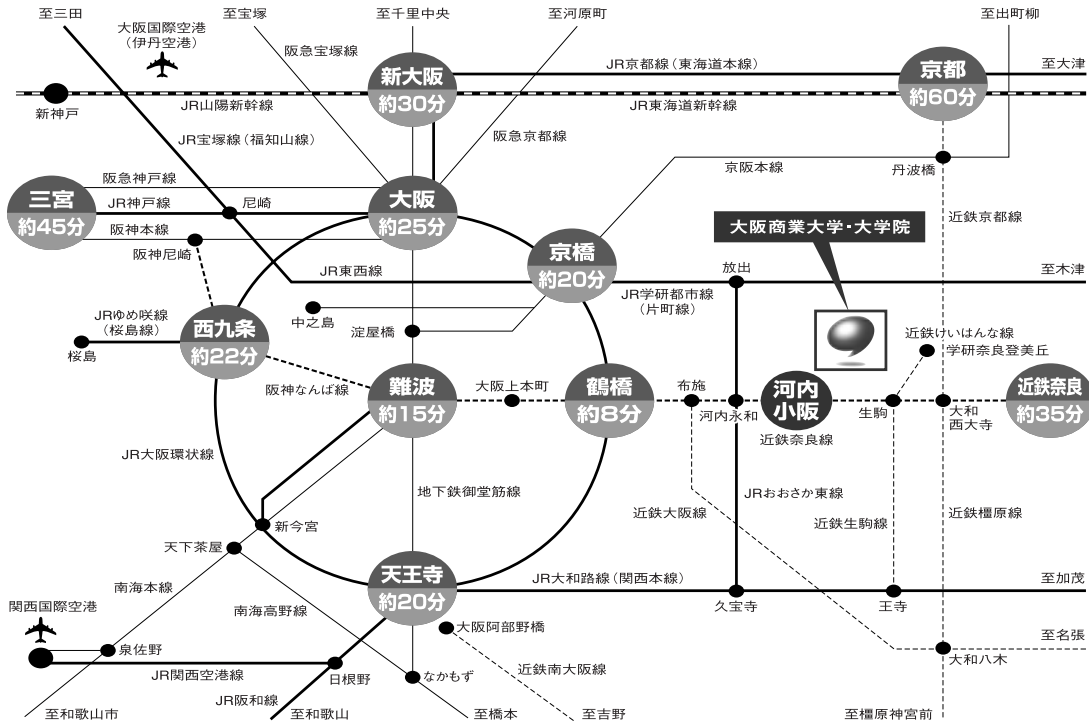 至三田
至宝塚
至千里中央
至河原町
至出町柳
大阪国際空港
（伊丹空港）
阪急宝塚線
新大阪
約30分
JR京都線（東海道本線）
京都
約60分
至大津
新神戸
JR山陽新幹線
JR東海道新幹線
至米原
JR宝塚線（福知山線）
阪急京都線
京阪本線
丹波橋
阪急神戸線
三宮
約45分
JR神戸線
尼崎
大阪
約25分
阪神本線
阪神尼崎
近鉄京都線
大阪商業大学・大学院
京橋
約20分
放出
JR東西線
至木津
JR学研都市線
（片町線）
中之島
淀屋橋
JRゆめ咲線
（桜島線）
桜島
西九条
約22分
近鉄けいはんな線
学研奈良登美丘
阪神なんば線
難波
約15分
大阪上本町
鶴橋
約8分
布施
河内永和
河内
小阪
近鉄奈良線
生駒
大和
西大寺
近鉄奈良
約35分
JR大阪環状線
地下鉄御堂筋線
近鉄大阪線
JRおおさか東線
近鉄生駒線
近鉄橿原線
新今宮
天下茶屋
南海本線
天王寺
約20分
JR大和路線（関西本線）
久宝寺
王寺
至加茂
関西国際空港
南海高野線
大阪阿部野橋
至名張
泉佐野
JR関西空港線
日根野
なかもず
近鉄南大阪線
大和八木
JR阪和線
至和歌山市
至和歌山
至橋本
至吉野
至橿原神宮前